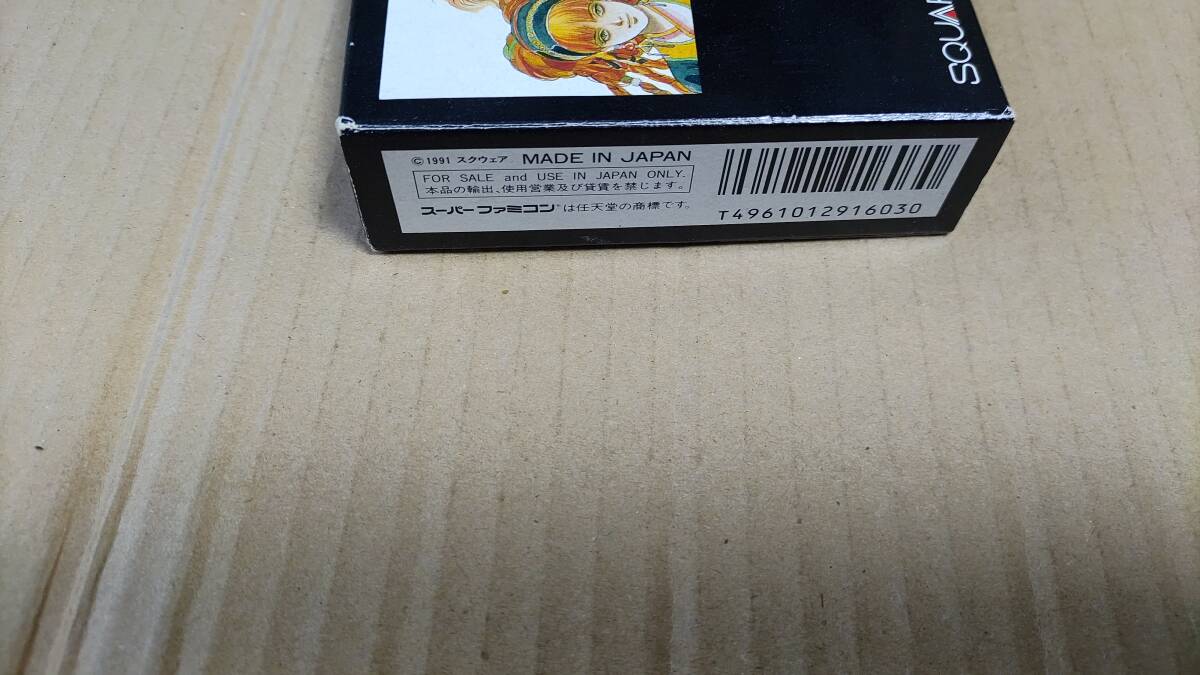 SQUAR
©1991 スクウェア MADE IN JAPAN
FOR SALE and USE IN JAPAN ONLY.
本品の輸出、使用営業及び賃貸を禁じます。
スーパーファミコン®は任天堂の商標です。
T4961012916030